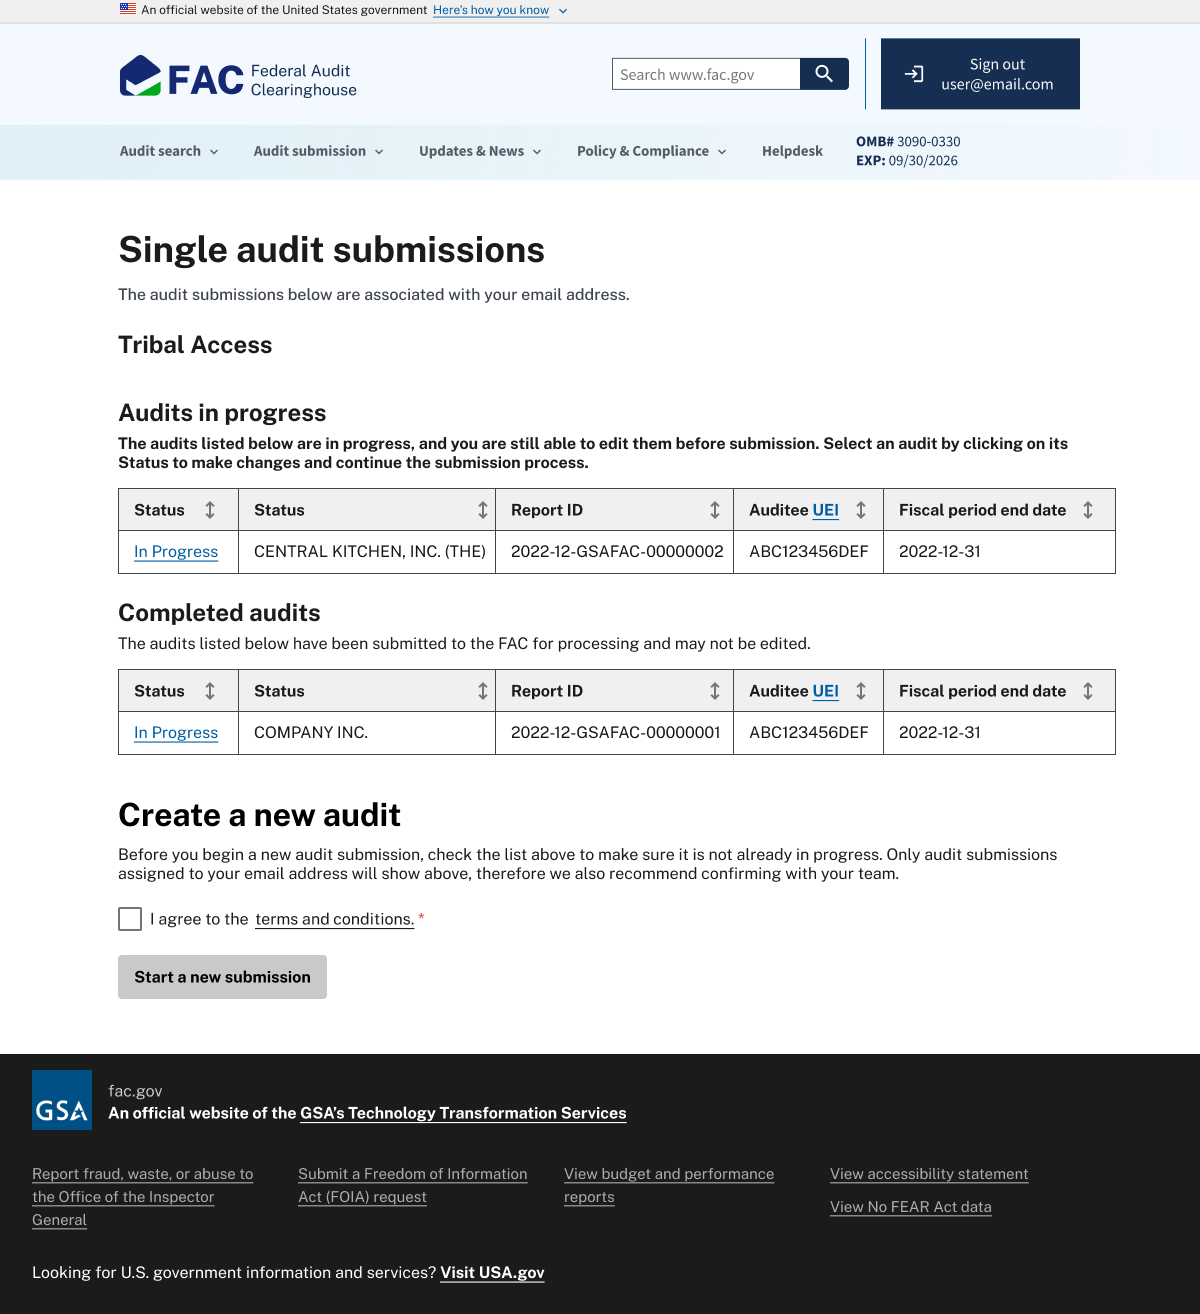 An official website of the United States government Here's how you know
FAC Federal Audit Clearinghouse
Search www.fac.gov
Sign out
user@email.com
Audit search Audit submission Updates & News Policy & Compliance Helpdesk
OMB# 3090-0330
EXP: 09/30/2026
Single audit submissions
The audit submissions below are associated with your email address.
Tribal Access
Audits in progress
The audits listed below are in progress, and you are still able to edit them before submission. Select an audit by clicking on its
Status to make changes and continue the submission process.
Status Status Report ID Auditee UEI Fiscal period end date
In Progress CENTRAL KITCHEN, INC. (THE) 2022-12-GSAFAC-00000002 ABC123456DEF 2022-12-31
Completed audits
The audits listed below have been submitted to the FAC for processing and may not be edited.
Status Status Report ID Auditee UEI Fiscal period end date
In Progress COMPANY INC. 2022-12-GSAFAC-00000001 ABC123456DEF 2022-12-31
Create a new audit
Before you begin a new audit submission, check the list above to make sure it is not already in progress. Only audit submissions
assigned to your email address will show above, therefore we also recommend confirming with your team.
I agree to the terms and conditions. *
Start a new submission
GSA
fac.gov
An official website of the GSA's Technology Transformation Services
Report fraud, waste, or abuse to
the Office of the Inspector
General
Submit a Freedom of Information
Act (FOIA) request
View budget and performance
reports
View accessibility statement
View No FEAR Act data
Looking for U.S. government information and services? Visit USA.gov